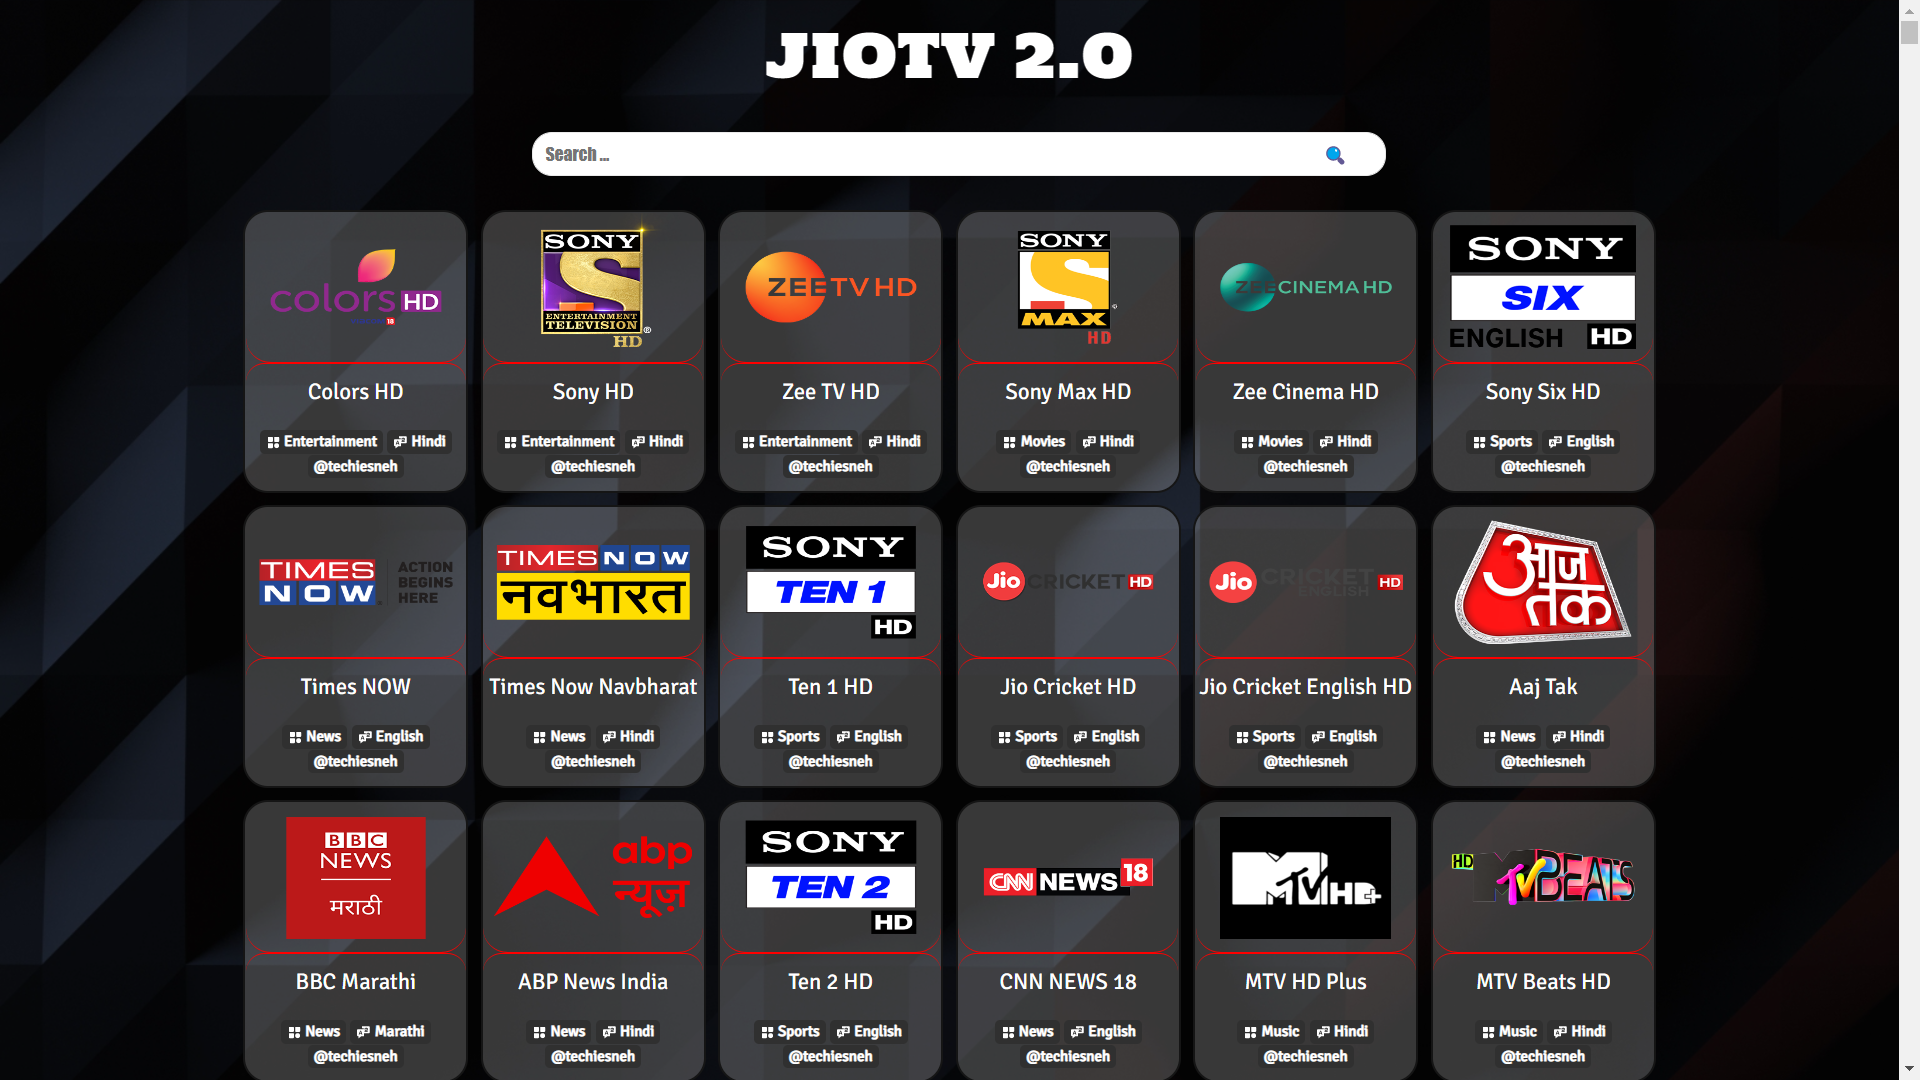 JIOTV 2.0
Search ...
colors HD
18
SONY
ENTERTAINMENT
TELEVISION
HD
ZEE TV HD
SONY
MAX
HD
ZEE CINEMA HD
SONY
SIX
ENGLISH HD
Colors HD
Sony HD
Zee TV HD
Sony Max HD
Zee Cinema HD
Sony Six HD
Entertainment Hindi
Entertainment Hindi
Entertainment Hindi
Movies Hindi
Movies Hindi
Sports English
@techiesneh
@techiesneh
@techiesneh
@techiesneh
@techiesneh
@techiesneh
TIMES
NOW
ACTION
BEGINS
HERE
TIMES NOW
नवभारत
SONY
TEN 1
HD
Jio CRICKET HD
Jio CRICKET HD
ENGLISH
आज
तक
Times NOW
Times Now Navbharat
Ten 1 HD
Jio Cricket HD
Jio Cricket English HD
Aaj Tak
News English
News Hindi
Sports English
Sports English
Sports English
News Hindi
@techiesneh
@techiesneh
@techiesneh
@techiesneh
@techiesneh
@techiesneh
BBC
NEWS
मराठी
abp
न्यूज़
SONY
TEN 2
HD
CNN NEWS 18
MTV HD+
HD MTV BEATS
BBC Marathi
ABP News India
Ten 2 HD
CNN NEWS 18
MTV HD Plus
MTV Beats HD
News Marathi
News Hindi
Sports English
News English
Music Hindi
Music Hindi
@techiesneh
@techiesneh
@techiesneh
@techiesneh
@techiesneh
@techiesneh